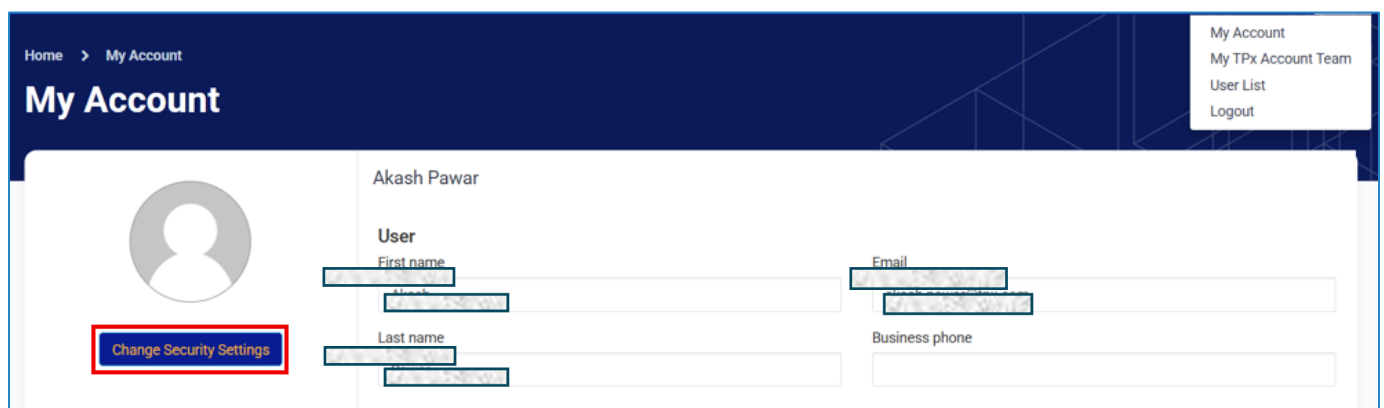 Home > My Account
My Account
My Account
My TPx Account Team
User List
Logout
Akash Pawar
User
First name
Email
Last name
Business phone
Change Security Settings